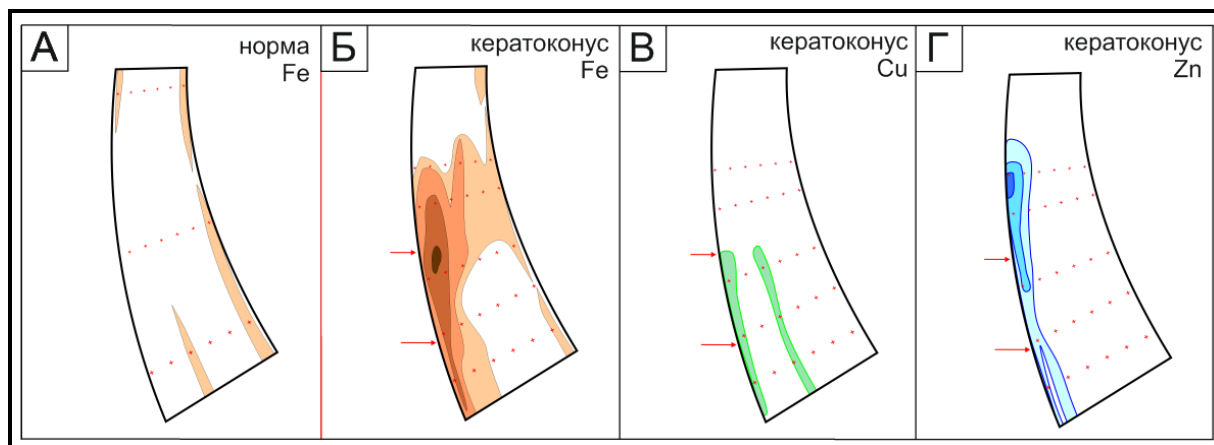 А
норма
Fe
Б
кератоконус
Fe
В
кератоконус
Cu
Г
кератоконус
Zn